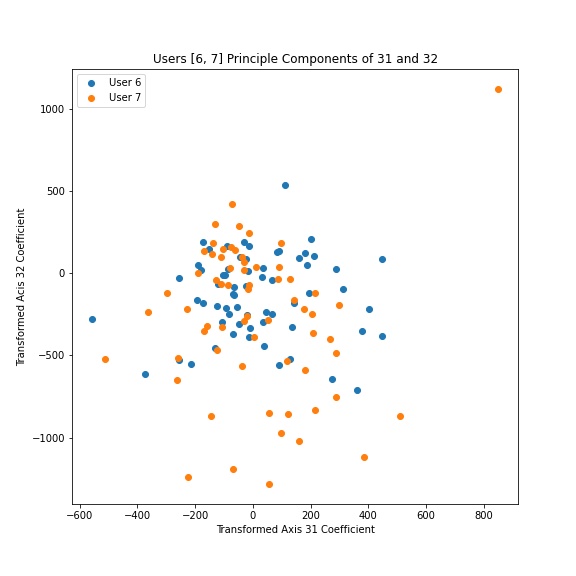 Users [6, 7] Principle Components of 31 and 32
User 6
User 7
Transformed Acis 32 Coefficient
1000
500
0
−500
−1000
−600 −400 −200 0 200 400 600 800
Transformed Axis 31 Coefficient